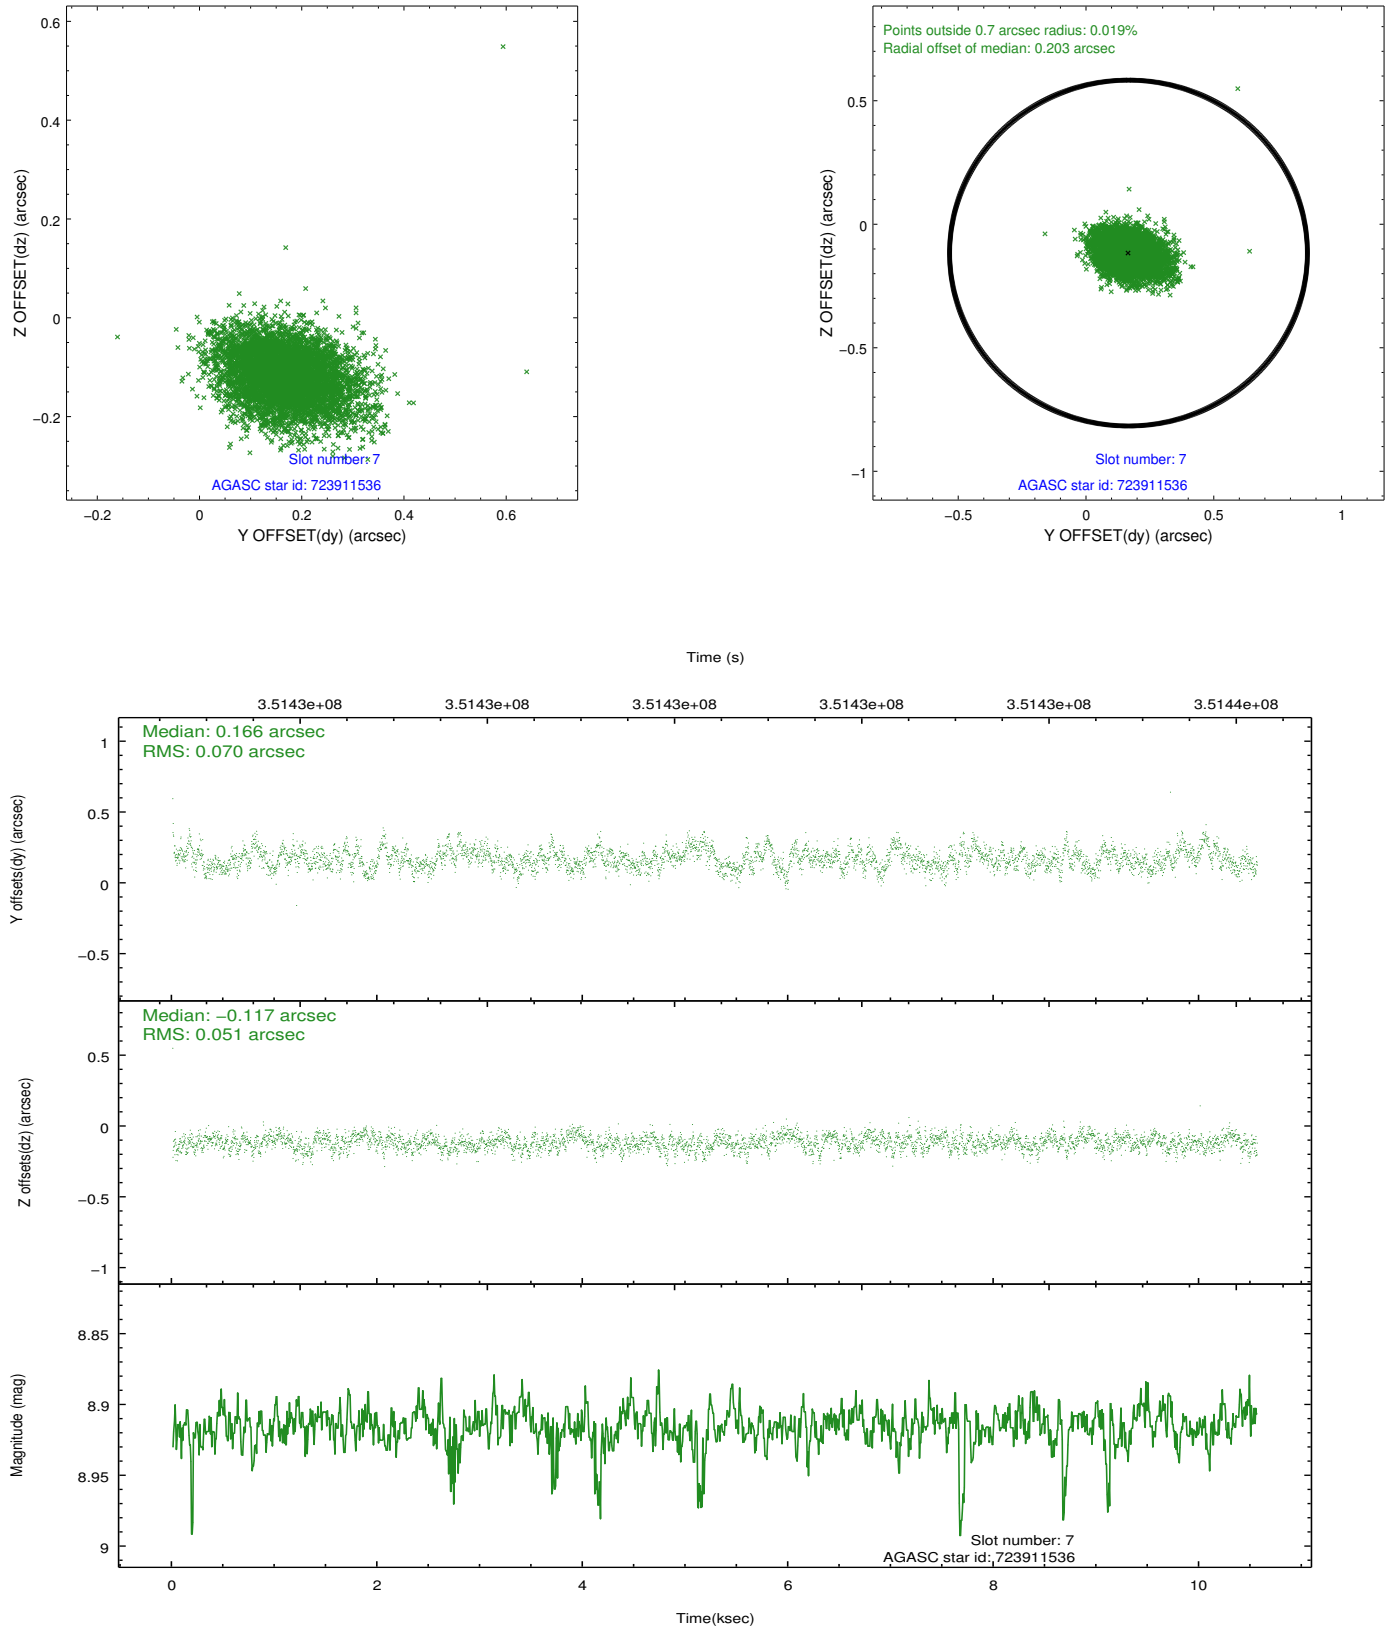 0.6
0.4
0.2
0
−0.2
Z OFFSET(dz) (arcsec)
Slot number: 7
AGASC star id: 723911536
−0.2 0 0.2 0.4 0.6
Y OFFSET(dy) (arcsec)
Points outside 0.7 arcsec radius: 0.019%
Radial offset of median: 0.203 arcsec
0.5
0
−0.5
−1
Z OFFSET(dz) (arcsec)
Slot number: 7
AGASC star id: 723911536
−0.5 0 0.5 1
Y OFFSET(dy) (arcsec)
Time (s)
3.5143e+08 3.5143e+08 3.5143e+08 3.5143e+08 3.5143e+08 3.5144e+08
Median: 0.166 arcsec
RMS: 0.070 arcsec
1
0.5
0
−0.5
Y offsets(dy) (arcsec)
Median: −0.117 arcsec
RMS: 0.051 arcsec
0.5
0
−0.5
−1
Z offsets(dz) (arcsec)
8.85
8.9
8.95
9
Magnitude (mag)
Slot number: 7
AGASC star id: 723911536
0 2 4 6 8 10
Time(ksec)